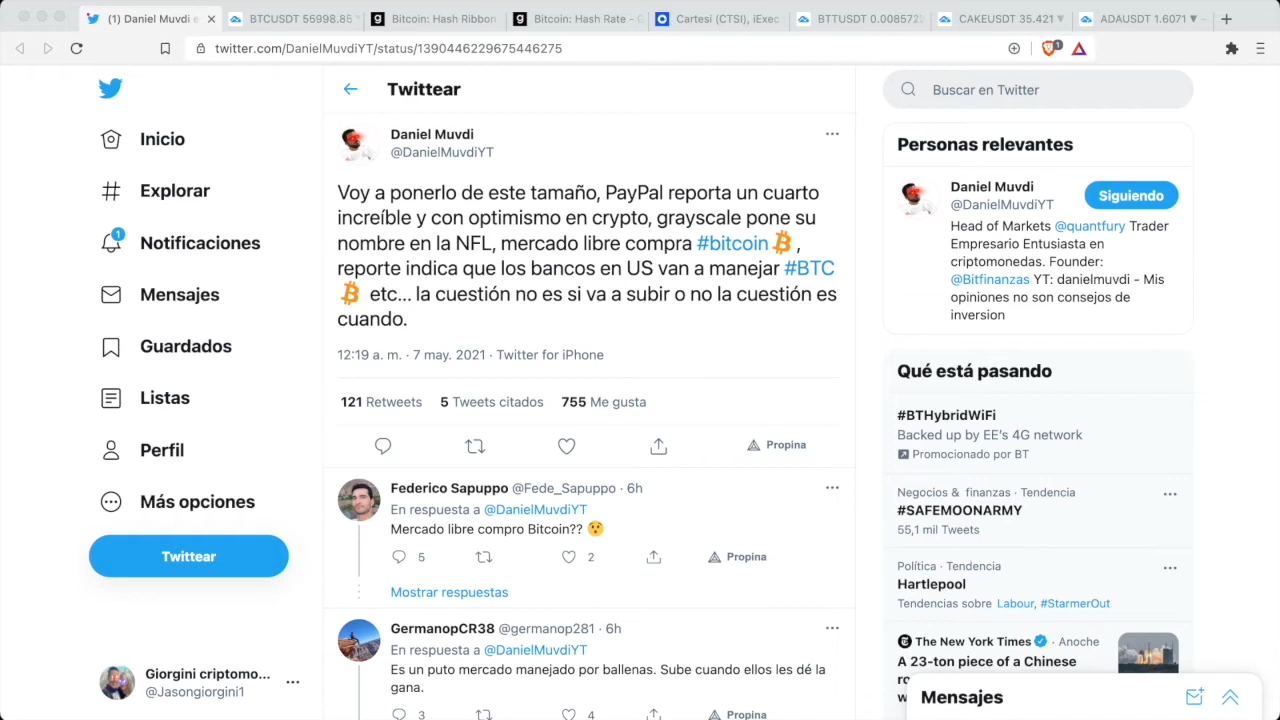 (1) Daniel Muvdi e
BTCUSDT 55998.85
Bitcoin: Hash Ribbon
Bitcoin: Hash Rate - G
Cartesi (CTSI), iExec
BTTUSDT 0.008572
CAKEUSDT 35.421 ▼
ADAUSDT 1.6071 ▼
twitter.com/DanielMuvdiYT/status/1390446229675446275
1
Inicio
Explorar
1
Notificaciones
Mensajes
Guardados
Listas
Perfil
Más opciones
Twittear
Giorgini criptomo...
@Jasongiorgini1
Twittear
Daniel Muvdi
@DanielMuvdiYT
Voy a ponerlo de este tamaño, PayPal reporta un cuarto
increíble y con optimismo en crypto, grayscale pone su
nombre en la NFL, mercado libre compra #bitcoin ,
reporte indica que los bancos en US van a manejar #BTC
etc... la cuestión no es si va a subir o no la cuestión es
cuando.
12:19 a. m. · 7 may. 2021 · Twitter for iPhone
121 Retweets 5 Tweets citados 755 Me gusta
Propina
Federico Sapuppo @Fede_Sapuppo · 6h
En respuesta a @DanielMuvdiYT
Mercado libre compro Bitcoin?? 😲
5 2 Propina
Mostrar respuestas
GermanopCR38 @germanop281 · 6h
En respuesta a @DanielMuvdiYT
Es un puto mercado manejado por ballenas. Sube cuando ellos les dé la
gana.
3 4 Propina
Buscar en Twitter
Personas relevantes
Daniel Muvdi
@DanielMuvdiYT
Siguiendo
Head of Markets @quantfury Trader
Empresario Entusiasta en
criptomonedas. Founder:
@Bitfinanzas YT: danielmuvdi - Mis
opiniones no son consejos de
inversion
Qué está pasando
#BTHybridWiFi
Backed up by EE's 4G network
Promocionado por BT
Negocios & finanzas · Tendencia
#SAFEMOONARMY
55,1 mil Tweets
Política · Tendencia
Hartlepool
Tendencias sobre Labour, #StarmerOut
The New York Times · Anoche
A 23-ton piece of a Chinese
Mensajes